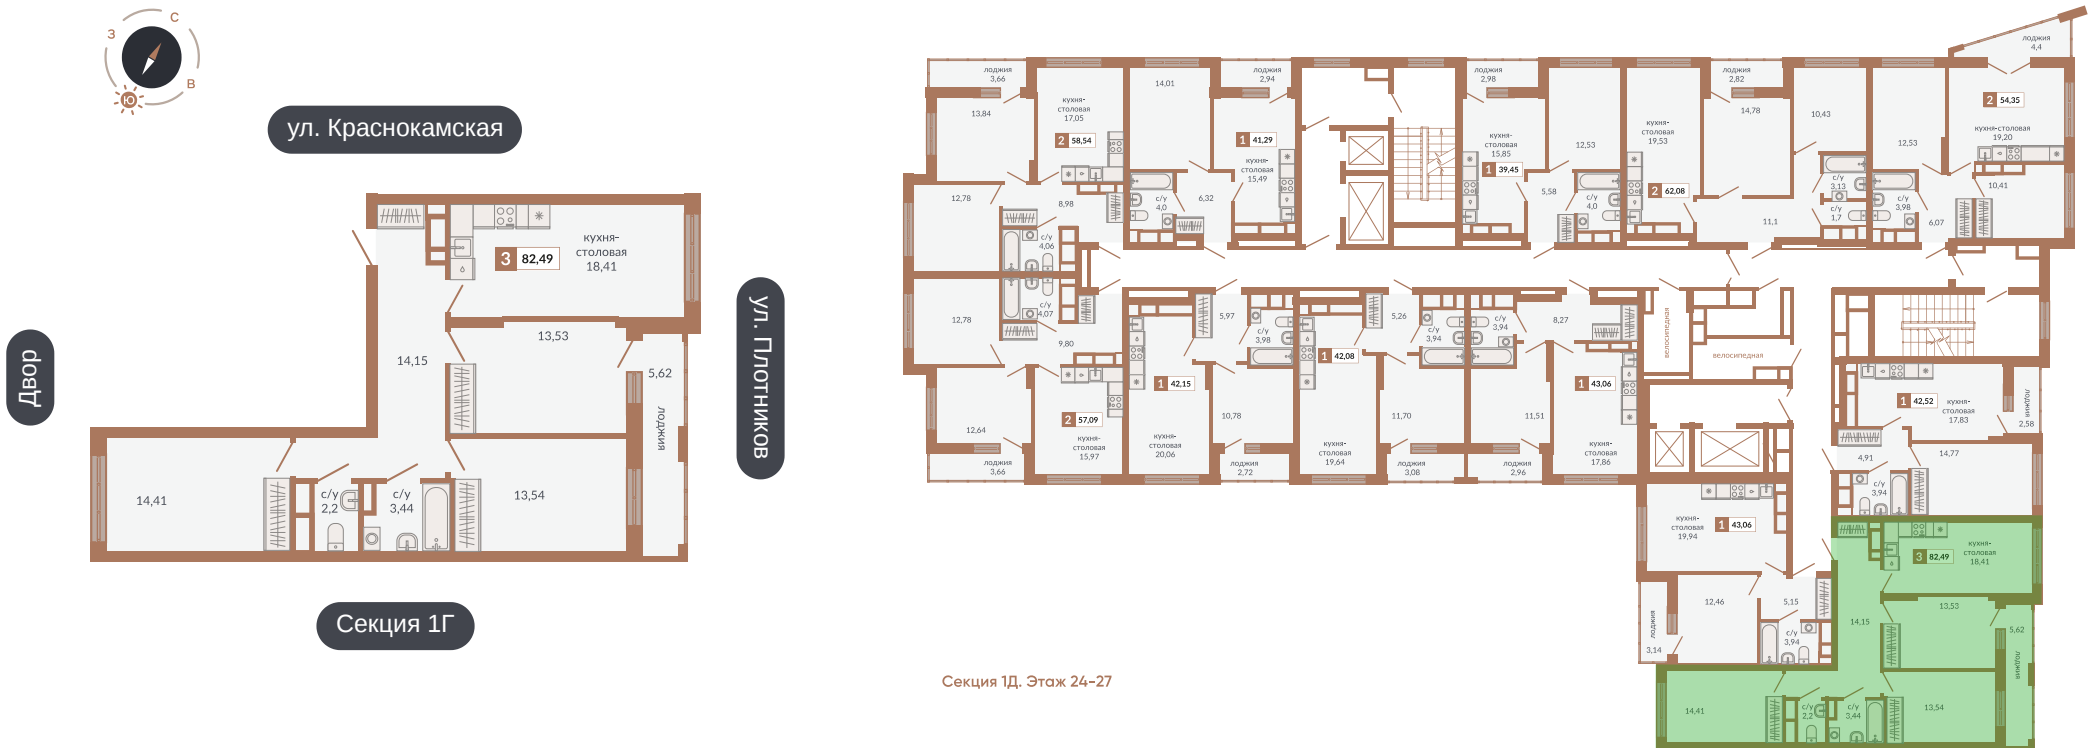 С
З
В
Ю
ул. Краснокамская
кухня-
столовая
18,41
3 82,49
13,53
14,15
5,62
лоджия
14,41
с/у
2,2
с/у
3,44
13,54
Двор
ул. Плотников
Секция 1Г
лоджия
3,66
13,84
кухня-
столовая
17,05
2 58,54
14,01
лоджия
2,94
1 41,29
кухня-
столовая
15,49
12,78
8,98
с/у
4,06
с/у
4,0
6,32
лоджия
2,98
кухня-
столовая
15,85
1 39,45
12,53
5,58
с/у
4,0
кухня-
столовая
19,53
2 62,08
лоджия
2,82
14,78
10,43
с/у
3,13
с/у
1,7
11,1
12,53
с/у
3,98
6,07
лоджия
4,4
2 54,35
кухня-столовая
19,20
10,41
12,78
с/у
4,07
9,80
12,64
2 57,09
кухня-
столовая
15,97
лоджия
3,66
5,97
с/у
3,98
1 42,15
10,78
кухня-
столовая
20,06
лоджия
2,72
5,26
с/у
3,94
1 42,08
11,70
кухня-
столовая
19,64
лоджия
3,08
с/у
3,94
8,27
1 43,06
11,51
кухня-
столовая
17,86
лоджия
2,96
велосипедная
велосипедная
1 42,52
кухня-
столовая
17,83
лоджия
2,58
4,91
14,77
с/у
3,94
кухня-
столовая
19,94
1 43,06
12,46
5,15
с/у
3,94
лоджия
3,14
кухня-
столовая
18,41
3 82,49
13,53
14,15
5,62
лоджия
14,41
с/у
2,2
с/у
3,44
13,54
Секция 1Д. Этаж 24-27